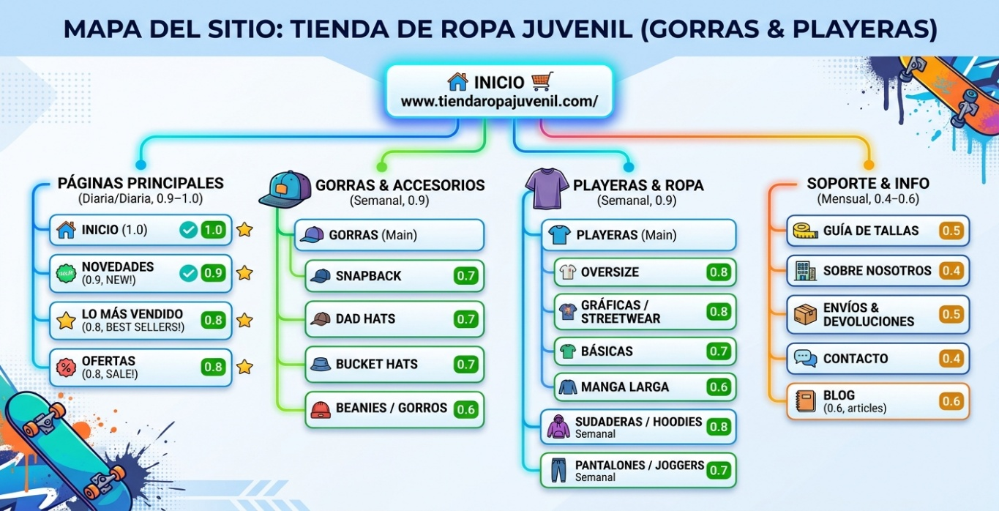 MAPA DEL SITIO: TIENDA DE ROPA JUVENIL (GORRAS & PLAYERAS)
INICIO
www.tiendaropajuvenil.com/
PÁGINAS PRINCIPALES
(Diaria/Diaria, 0.9–1.0)
INICIO (1.0) 1.0
NOVEDADES
(0.9, NEW!) 0.9
LO MÁS VENDIDO
(0.8, BEST SELLERS!) 0.8
OFERTAS
(0.8, SALE!) 0.8
GORRAS & ACCESORIOS
(Semanal, 0.9)
GORRAS (Main)
SNAPBACK 0.7
DAD HATS 0.7
BUCKET HATS 0.7
BEANIES / GORROS 0.6
PLAYERAS & ROPA
(Semanal, 0.9)
PLAYERAS (Main)
OVERSIZE 0.8
GRÁFICAS /
STREETWEAR 0.8
BÁSICAS 0.7
MANGA LARGA 0.6
SUDADERAS / HOODIES 0.8
Semanal
PANTALONES / JOGGERS 0.7
Semanal
SOPORTE & INFO
(Mensual, 0.4–0.6)
GUÍA DE TALLAS 0.5
SOBRE NOSOTROS 0.4
ENVÍOS &
DEVOLUCIONES 0.5
CONTACTO 0.4
BLOG
(0.6, articles) 0.6